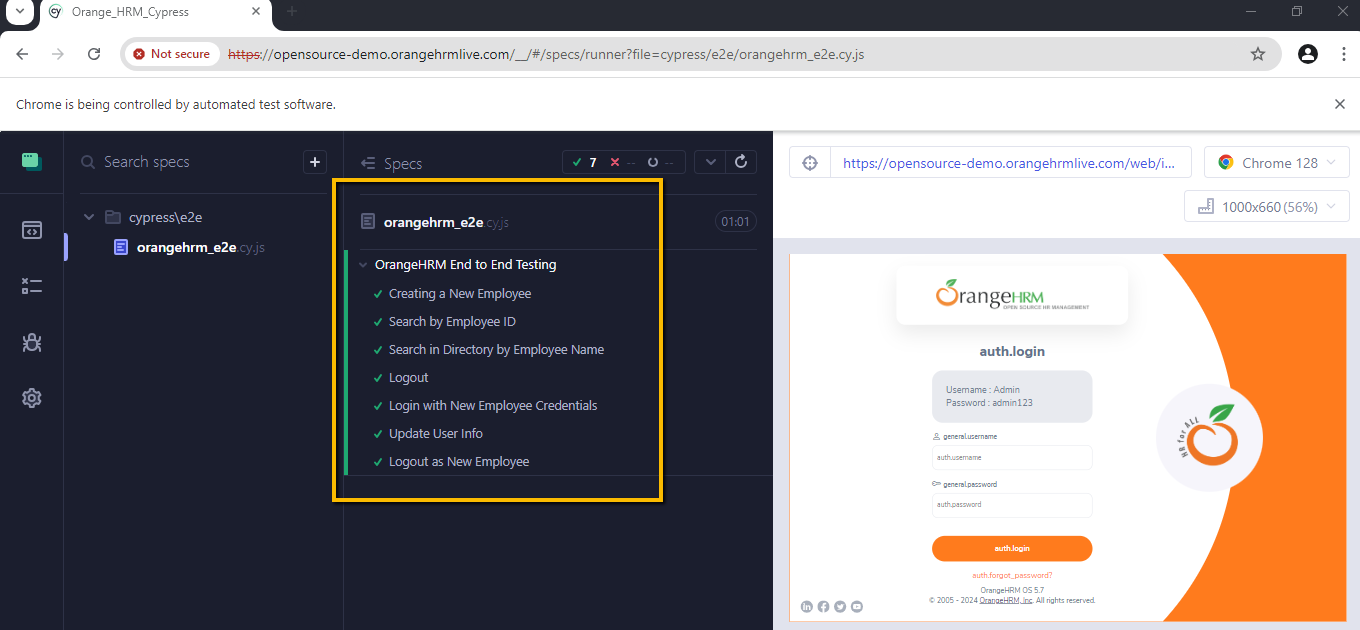 Orange_HRM_Cypress
Not secure
https://opensource-demo.orangehrmlive.com/__/#/specs/runner?file=cypress/e2e/orangehrm_e2e.cy.js
Chrome is being controlled by automated test software.
Search specs
+
cypress\e2e
orangehrm_e2e.cy.js
Specs
7 -- --
orangehrm_e2e.cy.js
01:01
OrangeHRM End to End Testing
Creating a New Employee
Search by Employee ID
Search in Directory by Employee Name
Logout
Login with New Employee Credentials
Update User Info
Logout as New Employee
https://opensource-demo.orangehrmlive.com/web/i...
Chrome 128
1000x660 (56%)
OrangeHRM
OPEN SOURCE HR MANAGEMENT
auth.login
Username : Admin
Password : admin123
general.username
auth.username
general.password
auth.password
auth.login
auth.forgot_password?
OrangeHRM OS 5.7
© 2005 - 2024 OrangeHRM, Inc. All rights reserved.
HR for ALL